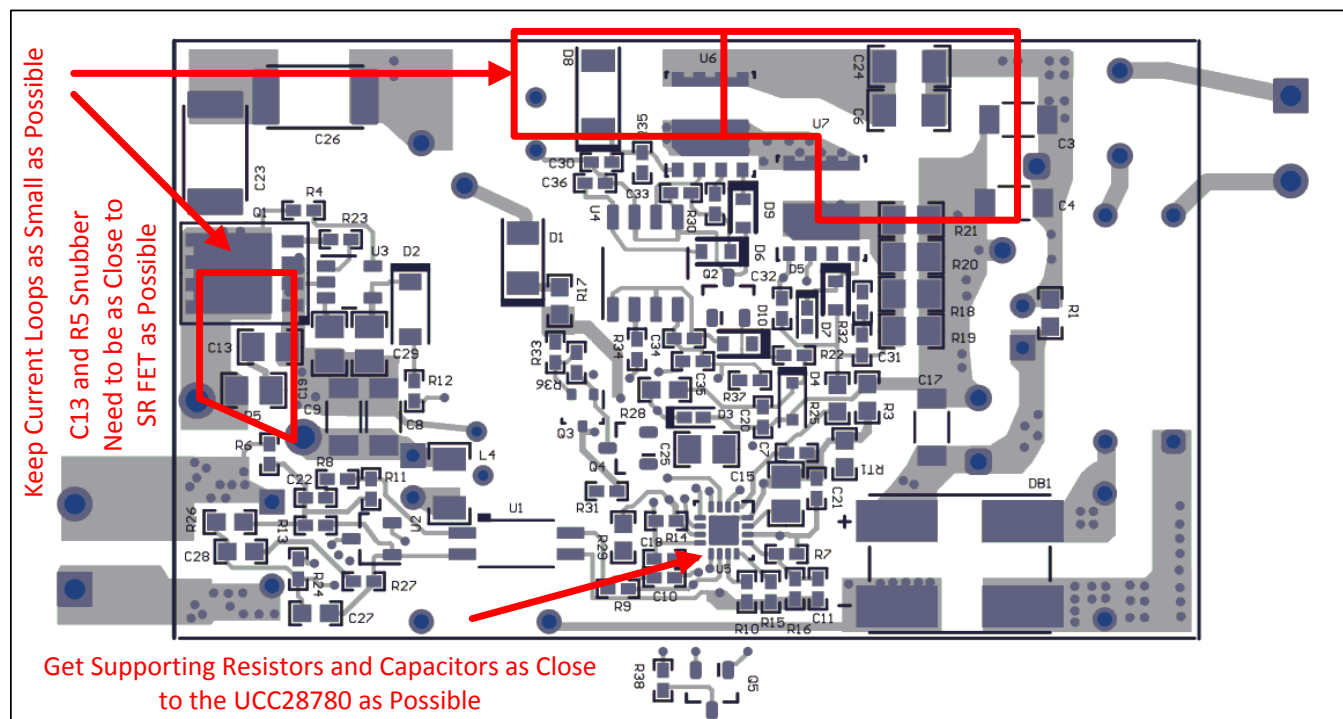 Keep Current Loops as Small as Possible
C13 and R5 Snubber
Need to be as Close to
SR FET as Possible
D8
U6
C24
C6
U7
C3
C26
C23
R35
C30
C36
C33
U4
R30
D9
C4
Q1
R4
R23
U3
D2
D1
D6
Q2
C32
D5
R21
R20
R17
R18
R19
R1
D10
D7
R32
C31
C13
C29
R33
R36
R34
C34
R22
C35
R37
D4
C19
R12
R5
C9
C8
R28
D3
C20
R25
R3
C17
R6
L4
Q3
Q4
C25
C7
RT1
R8
C22
R11
R31
C15
C21
DB1
R26
R13
U2
U1
R29
C18
R14
U5
R7
+
C28
R24
R27
R9
C10
C27
R10
R15
R16
C11
-
Get Supporting Resistors and Capacitors as Close
to the UCC28780 as Possible
R38
Q5